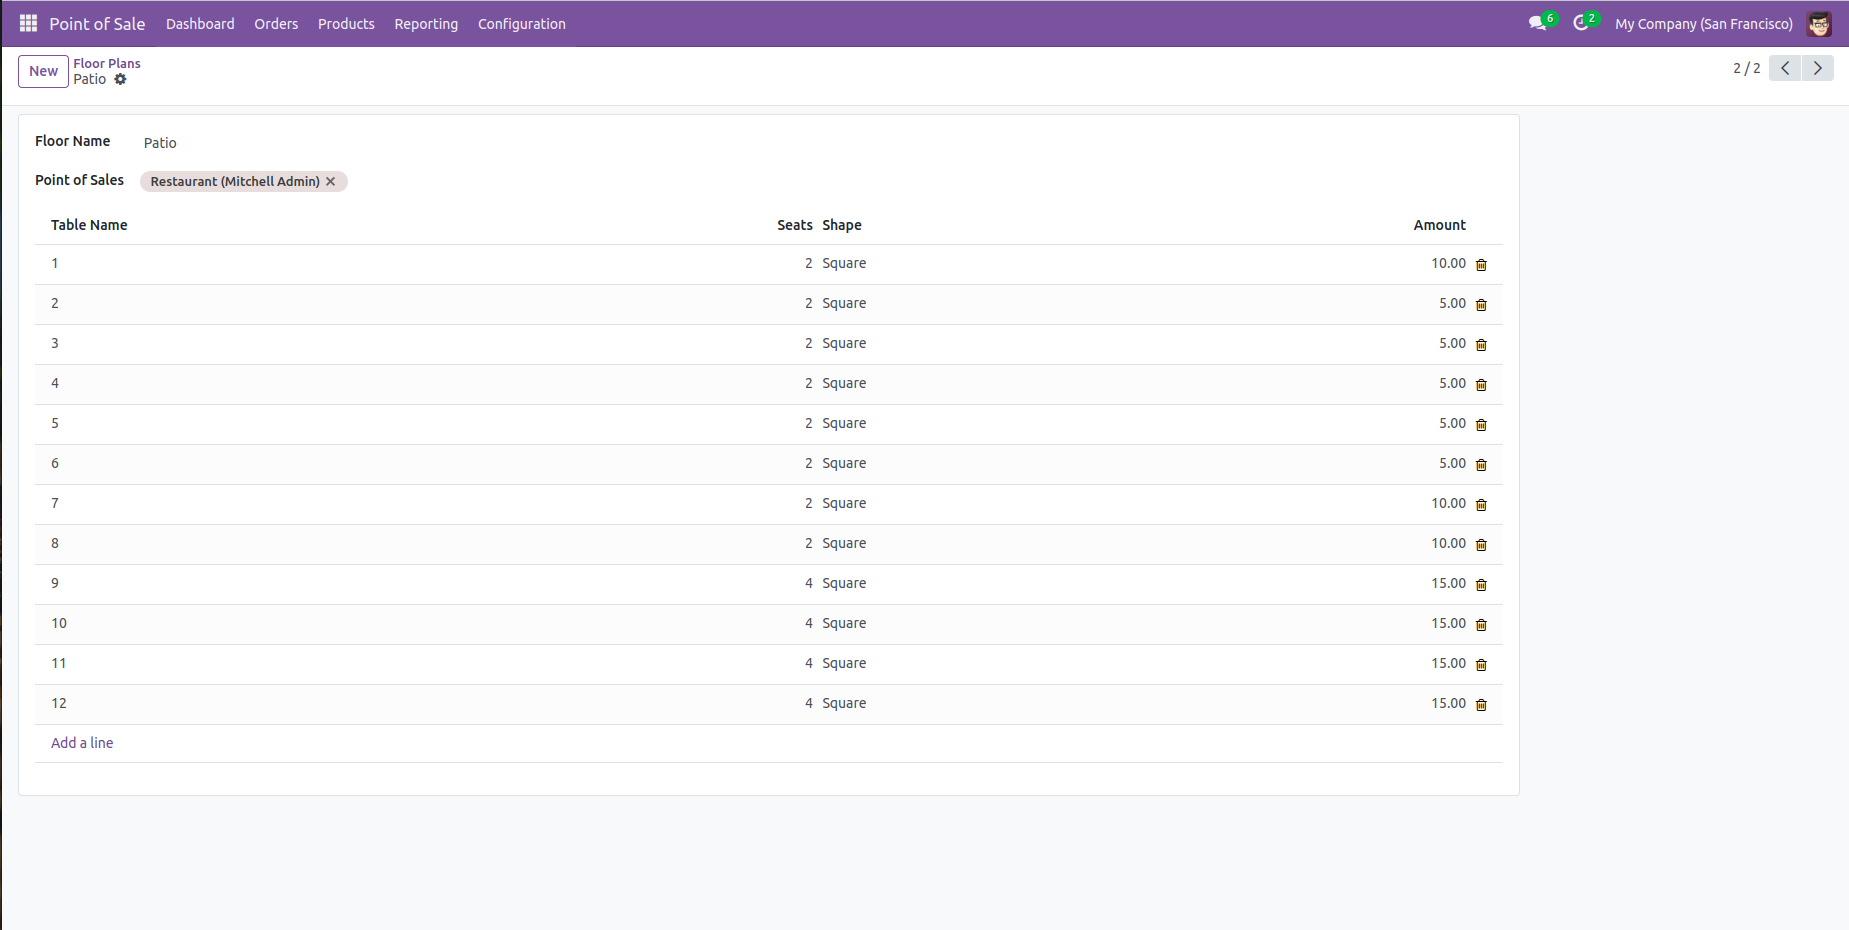 Point of Sale Dashboard Orders Products Reporting Configuration 6 2 My Company (San Francisco)
New Floor Plans 2 / 2
Patio
Floor Name Patio
Point of Sales Restaurant (Mitchell Admin)
Table Name Seats Shape Amount
1 2 Square 10.00
2 2 Square 5.00
3 2 Square 5.00
4 2 Square 5.00
5 2 Square 5.00
6 2 Square 5.00
7 2 Square 10.00
8 2 Square 10.00
9 4 Square 15.00
10 4 Square 15.00
11 4 Square 15.00
12 4 Square 15.00
Add a line